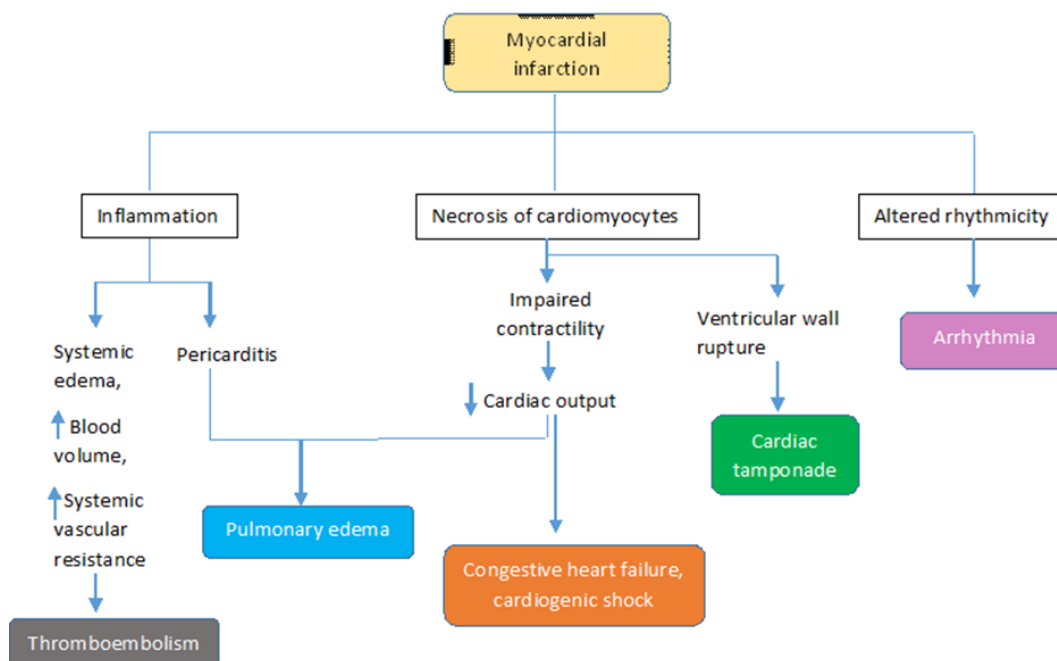 Myocardial
infarction
Inflammation
Necrosis of cardiomyocytes
Altered rhythmicity
Systemic
edema,
Blood
volume,
Systemic
vascular
resistance
Thromboembolism
Pericarditis
Pulmonary edema
Impaired
contractility
Cardiac output
Congestive heart failure,
cardiogenic shock
Ventricular wall
rupture
Cardiac
tamponade
Arrhythmia